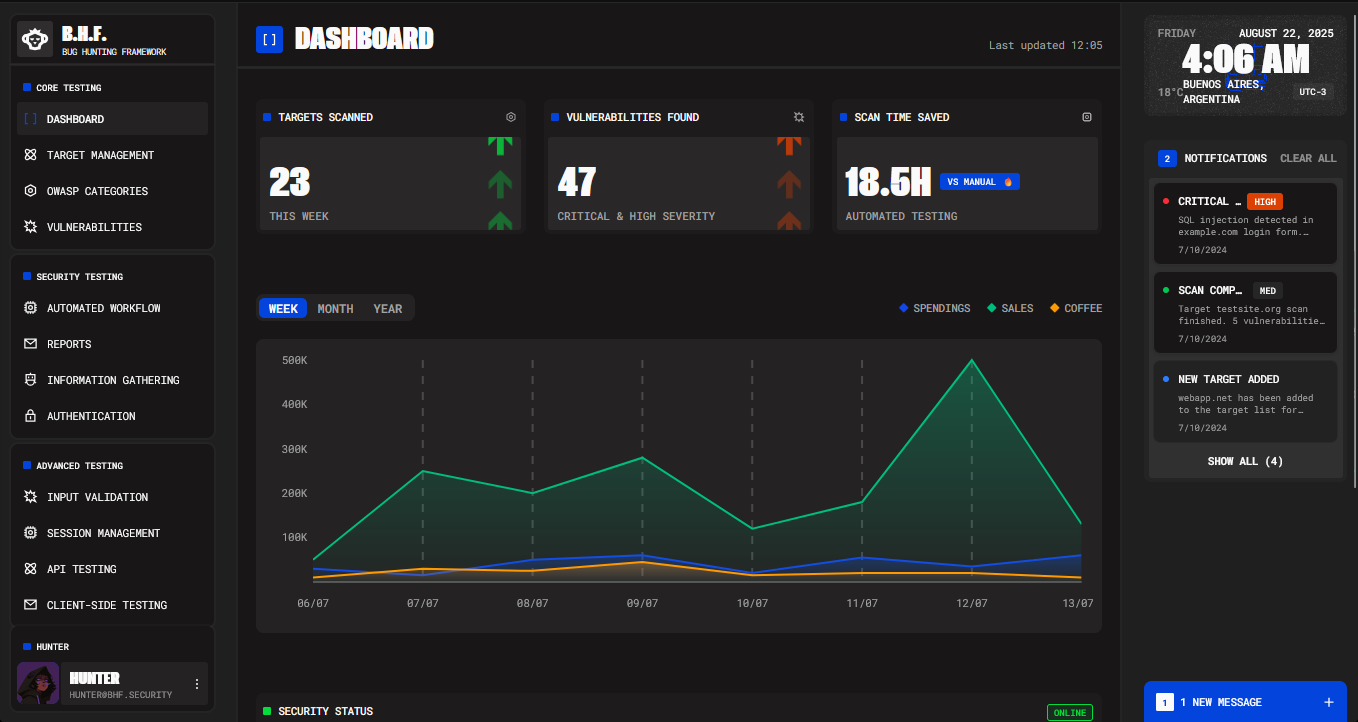 B.H.F.
BUG HUNTING FRAMEWORK
CORE TESTING
[ ] DASHBOARD
TARGET MANAGEMENT
OWASP CATEGORIES
VULNERABILITIES
SECURITY TESTING
AUTOMATED WORKFLOW
REPORTS
INFORMATION GATHERING
AUTHENTICATION
ADVANCED TESTING
INPUT VALIDATION
SESSION MANAGEMENT
API TESTING
CLIENT-SIDE TESTING
HUNTER
HUNTER
HUNTER@BHF.SECURITY
[ ] DASHBOARD
Last updated 12:05
TARGETS SCANNED
23
THIS WEEK
VULNERABILITIES FOUND
47
CRITICAL & HIGH SEVERITY
SCAN TIME SAVED
18.5H VS MANUAL 🔥
AUTOMATED TESTING
WEEK MONTH YEAR
SPENDINGS SALES COFFEE
500K
400K
300K
200K
100K
06/07 07/07 08/07 09/07 10/07 11/07 12/07 13/07
SECURITY STATUS
ONLINE
FRIDAY AUGUST 22, 2025
4:06 AM
18°C BUENOS AIRES, ARGENTINA UTC-3
2 NOTIFICATIONS CLEAR ALL
CRITICAL … HIGH
SQL injection detected in
example.com login form.…
7/10/2024
SCAN COMP… MED
Target testsite.org scan
finished. 5 vulnerabilitie…
7/10/2024
NEW TARGET ADDED
webapp.net has been added
to the target list for…
7/10/2024
SHOW ALL (4)
1 1 NEW MESSAGE +